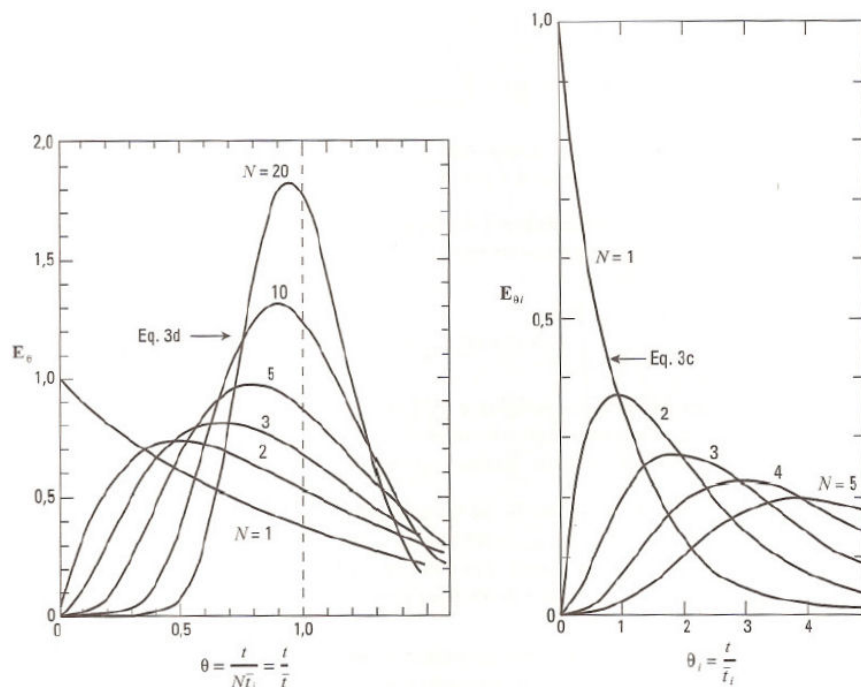 2,0
1,5
1,0
0,5
0
E_θ
N = 20
10
5
3
2
N = 1
Eq. 3d
0
0,5
1,0
θ = t/(Nt̄_i) = t/t̄
1,0
0,5
0
E_θi
N = 1
Eq. 3c
2
3
4
N = 5
0
1
2
3
4
θ_i = t/t̄_i